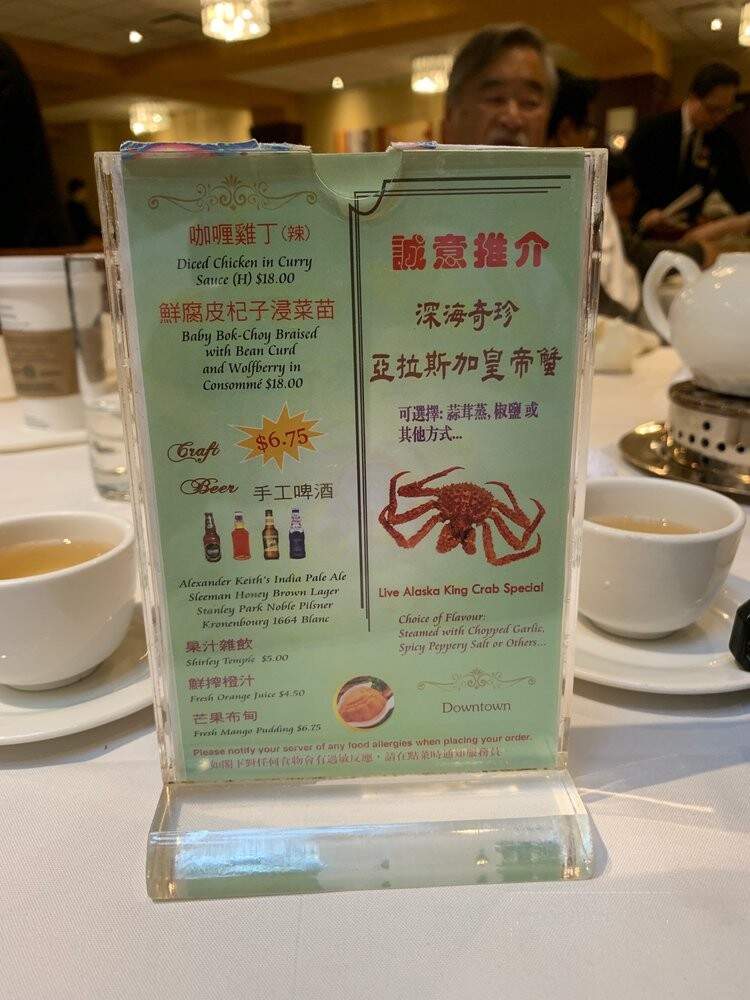 咖喱雞丁(辣)
Diced Chicken in Curry
Sauce (H) $18.00
鮮腐皮杞子浸菜苗
Baby Bok-Choy Braised
with Bean Curd
and Wolfberry in
Consommé $18.00
Craft
Beer
$6.75
手工啤酒
Alexander Keith's India Pale Ale
Sleeman Honey Brown Lager
Stanley Park Noble Pilsner
Kronenbourg 1664 Blanc
果汁雜飲
Shirley Temple $5.00
鮮搾橙汁
Fresh Orange Juice $4.50
芒果布甸
Fresh Mango Pudding $6.75
誠意推介
深海奇珍
亞拉斯加皇帝蟹
可選擇: 蒜茸蒸, 椒鹽 或
其他方式...
Live Alaska King Crab Special
Choice of Flavour:
Steamed with Chopped Garlic,
Spicy Peppery Salt or Others...
Downtown
Please notify your server of any food allergies when placing your order.
如閣下對任何食物會有過敏反應，請在點菜時通知服務員